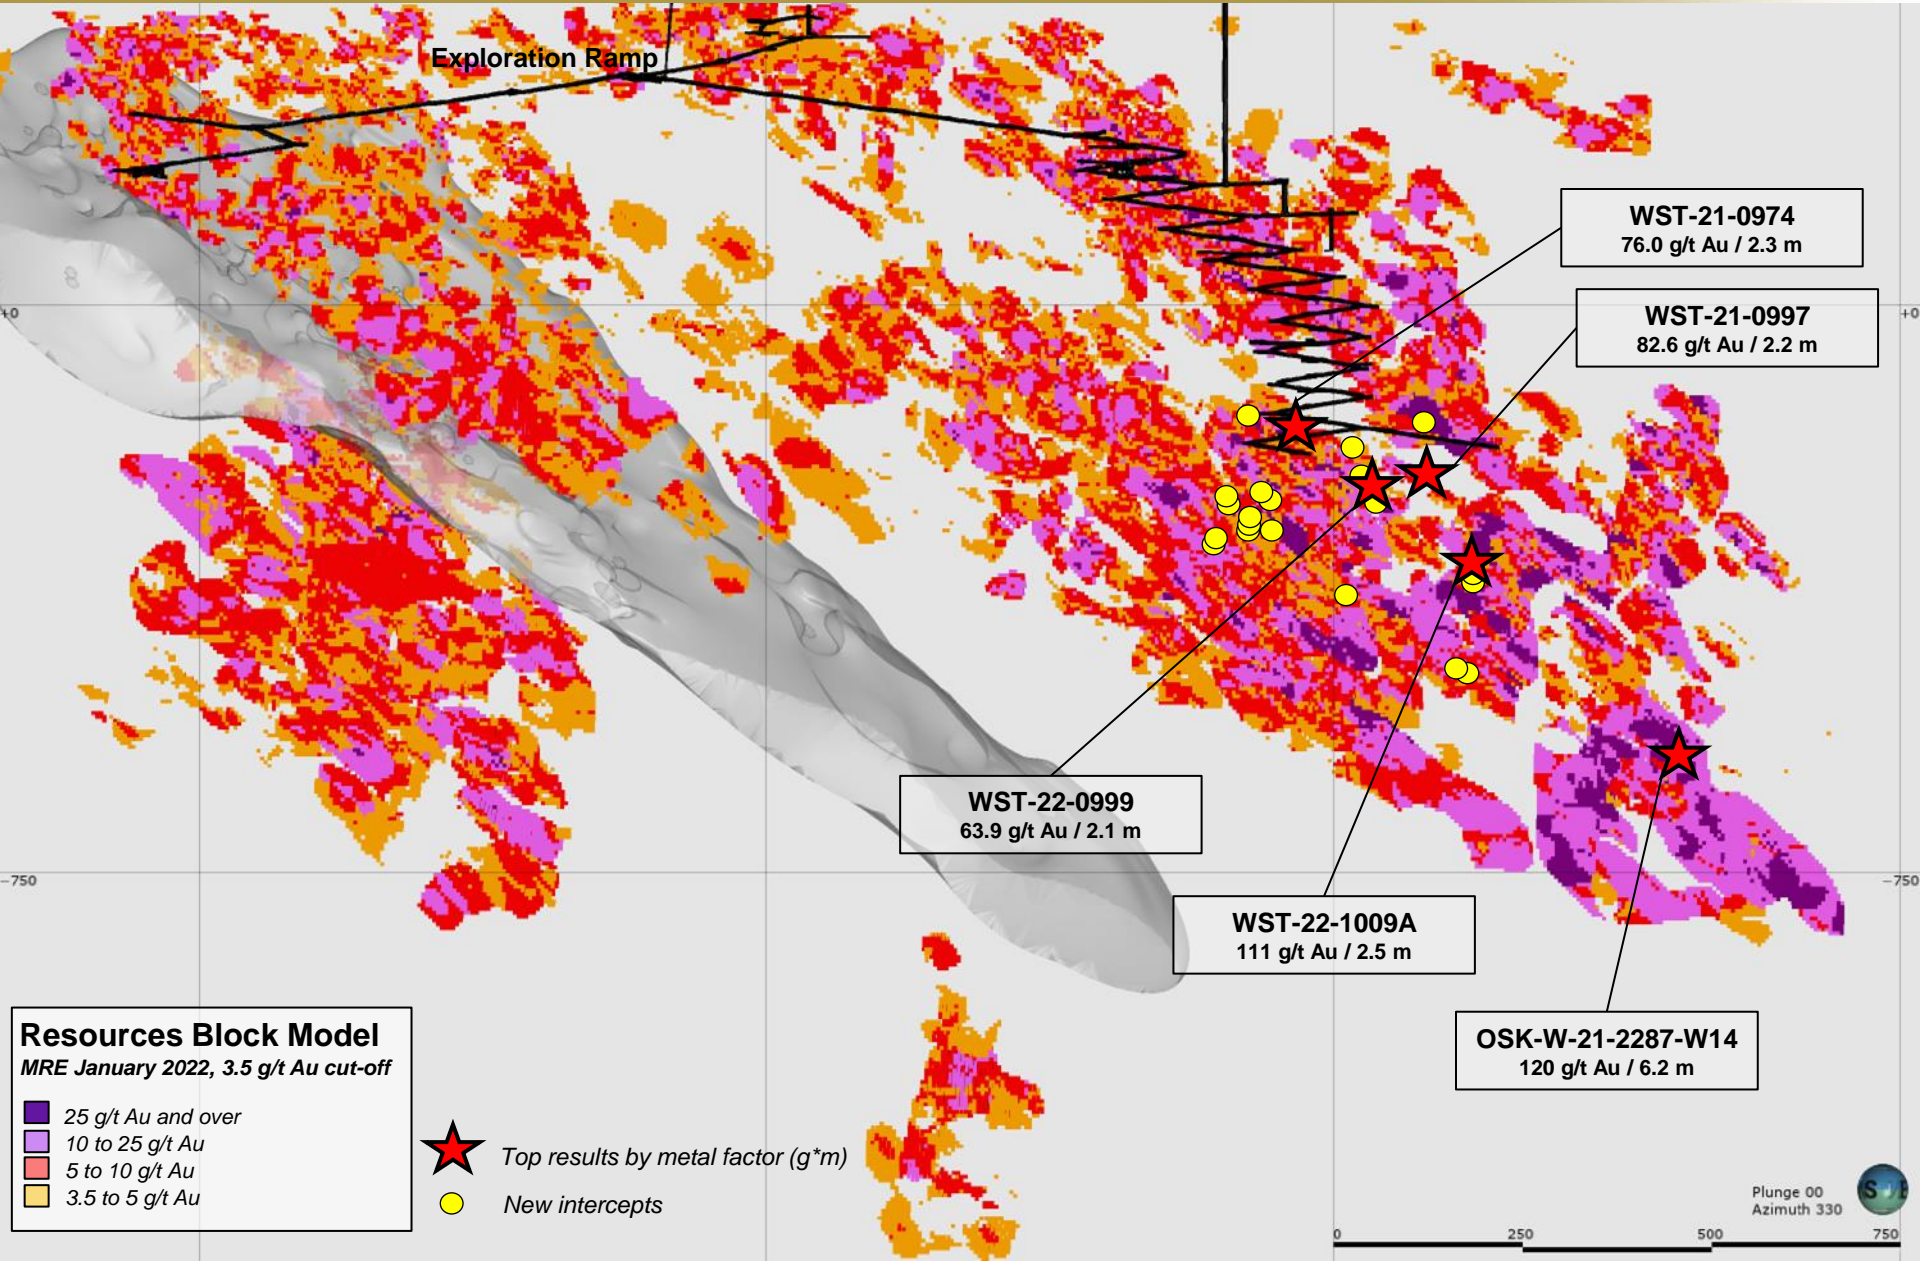 Exploration Ramp
WST-21-0974
76.0 g/t Au / 2.3 m
WST-21-0997
82.6 g/t Au / 2.2 m
+0
+0
WST-22-0999
63.9 g/t Au / 2.1 m
-750
-750
WST-22-1009A
111 g/t Au / 2.5 m
OSK-W-21-2287-W14
120 g/t Au / 6.2 m
Resources Block Model
MRE January 2022, 3.5 g/t Au cut-off
25 g/t Au and over
10 to 25 g/t Au
5 to 10 g/t Au
3.5 to 5 g/t Au
Top results by metal factor (g*m)
New intercepts
Plunge 00
Azimuth 330
0 250 500 750